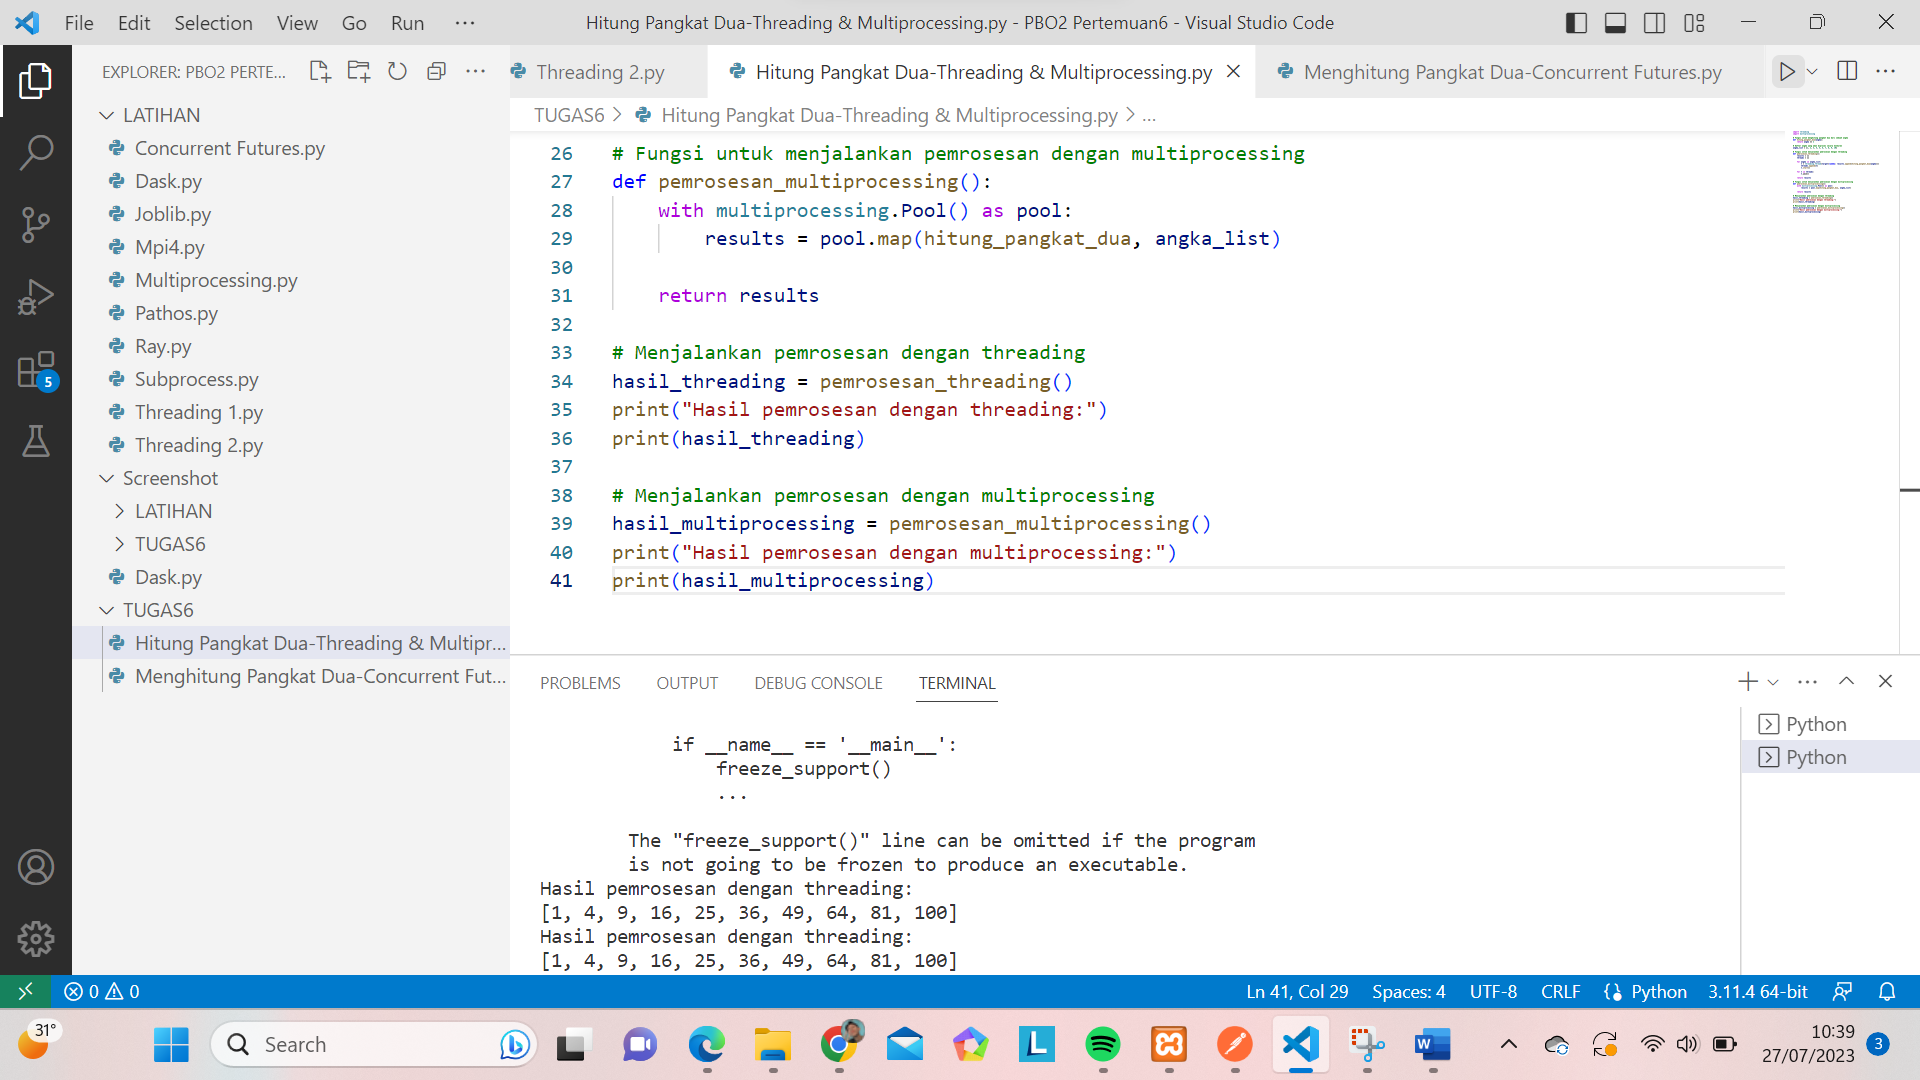 File Edit Selection View Go Run ···
Hitung Pangkat Dua-Threading & Multiprocessing.py - PBO2 Pertemuan6 - Visual Studio Code
EXPLORER: PBO2 PERTE...
LATIHAN
Concurrent Futures.py
Dask.py
Joblib.py
Mpi4.py
Multiprocessing.py
Pathos.py
Ray.py
Subprocess.py
Threading 1.py
Threading 2.py
Screenshot
LATIHAN
TUGAS6
Dask.py
TUGAS6
Hitung Pangkat Dua-Threading & Multipr...
Menghitung Pangkat Dua-Concurrent Fut...
5
Threading 2.py
Hitung Pangkat Dua-Threading & Multiprocessing.py
Menghitung Pangkat Dua-Concurrent Futures.py
TUGAS6 > Hitung Pangkat Dua-Threading & Multiprocessing.py > ...
26 # Fungsi untuk menjalankan pemrosesan dengan multiprocessing
27 def pemrosesan_multiprocessing():
28 with multiprocessing.Pool() as pool:
29 results = pool.map(hitung_pangkat_dua, angka_list)
30
31 return results
32
33 # Menjalankan pemrosesan dengan threading
34 hasil_threading = pemrosesan_threading()
35 print("Hasil pemrosesan dengan threading:")
36 print(hasil_threading)
37
38 # Menjalankan pemrosesan dengan multiprocessing
39 hasil_multiprocessing = pemrosesan_multiprocessing()
40 print("Hasil pemrosesan dengan multiprocessing:")
41 print(hasil_multiprocessing)
PROBLEMS OUTPUT DEBUG CONSOLE TERMINAL
if __name__ == '__main__':
freeze_support()
...
The "freeze_support()" line can be omitted if the program
is not going to be frozen to produce an executable.
Hasil pemrosesan dengan threading:
[1, 4, 9, 16, 25, 36, 49, 64, 81, 100]
Hasil pemrosesan dengan threading:
[1, 4, 9, 16, 25, 36, 49, 64, 81, 100]
Python
Python
0 0
Ln 41, Col 29 Spaces: 4 UTF-8 CRLF Python 3.11.4 64-bit
31°
Search
L
W
10:39
27/07/2023
3